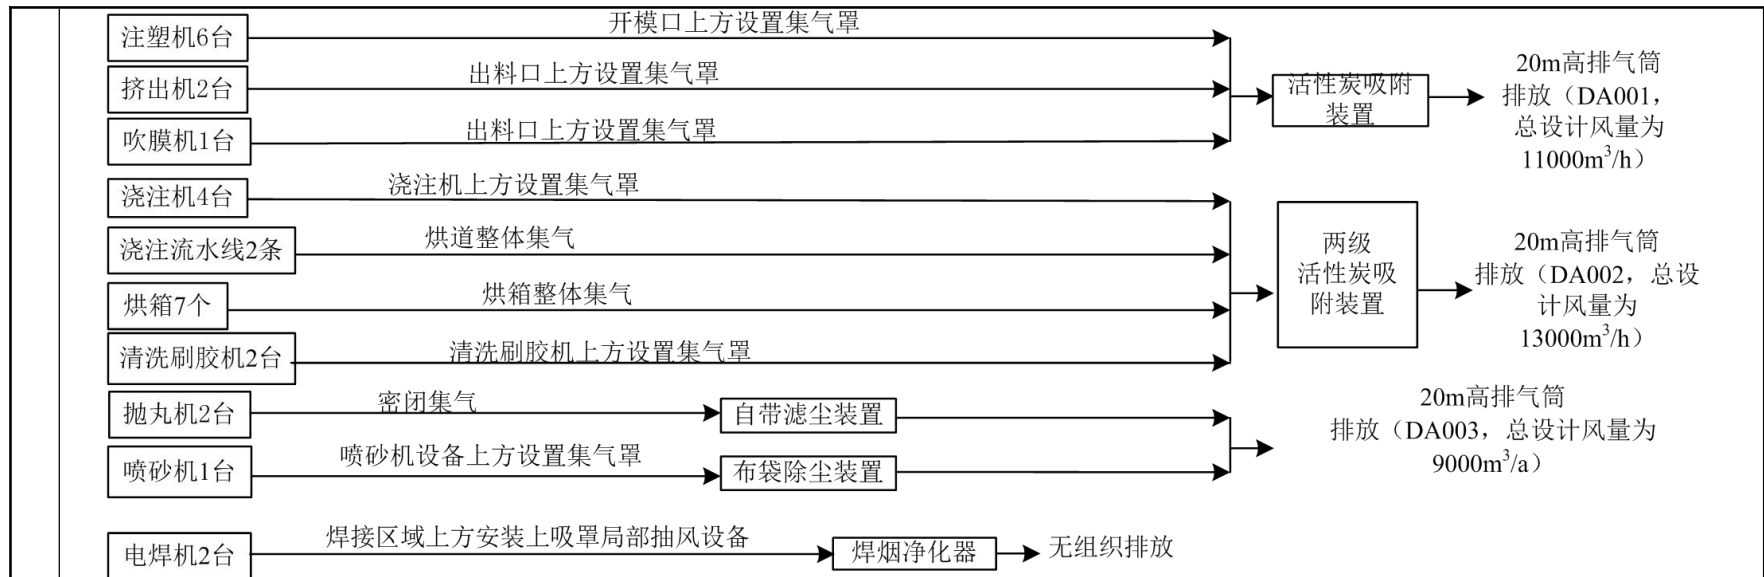 注塑机6台
开模口上方设置集气罩
挤出机2台
出料口上方设置集气罩
吹膜机1台
出料口上方设置集气罩
活性炭吸附
装置
20m高排气筒
排放（DA001，
总设计风量为
11000m³/h）
浇注机4台
浇注机上方设置集气罩
浇注流水线2条
烘道整体集气
烘箱7个
烘箱整体集气
清洗刷胶机2台
清洗刷胶机上方设置集气罩
两级
活性炭吸
附装置
20m高排气筒
排放（DA002，总设
计风量为
13000m³/h）
抛丸机2台
密闭集气
自带滤尘装置
喷砂机1台
喷砂机设备上方设置集气罩
布袋除尘装置
20m高排气筒
排放（DA003，总设计风量为
9000m³/a）
电焊机2台
焊接区域上方安装上吸罩局部抽风设备
焊烟净化器
无组织排放